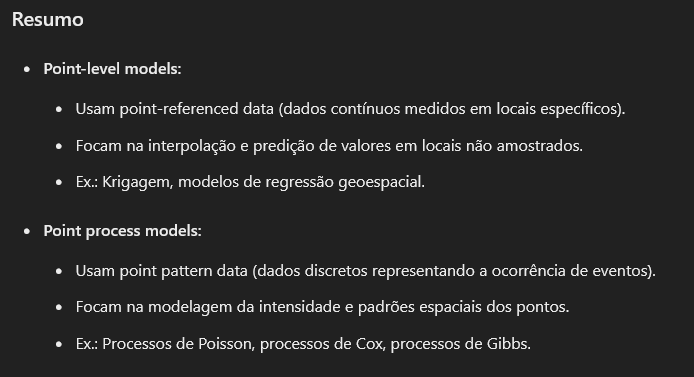 Resumo
• Point-level models:
• Usam point-referenced data (dados contínuos medidos em locais específicos).
• Focam na interpolação e predição de valores em locais não amostrados.
• Ex.: Krigagem, modelos de regressão geoespacial.
• Point process models:
• Usam point pattern data (dados discretos representando a ocorrência de eventos).
• Focam na modelagem da intensidade e padrões espaciais dos pontos.
• Ex.: Processos de Poisson, processos de Cox, processos de Gibbs.